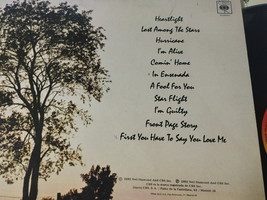 CBS
Heartlight
Lost Among The Stars
Hurricane
I'm Alive
Comin' Home
In Ensenada
A Fool For You
Star Flight
I'm Guilty
Front Page Story
First You Have To Say You Love Me